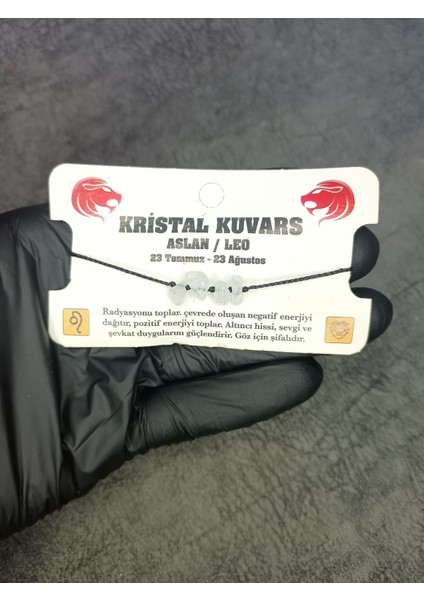 KRİSTAL KUVARS
ASLAN / LEO
23 Temmuz - 23 Ağustos
Radyasyonu toplar. çevrede oluşan negatif enerjiyi
dağıtır, pozitif enerjiyi toplar. Altıncı hissi, sevgi ve
şevkat duygularını güçlendirir. Göz için şifalıdır.